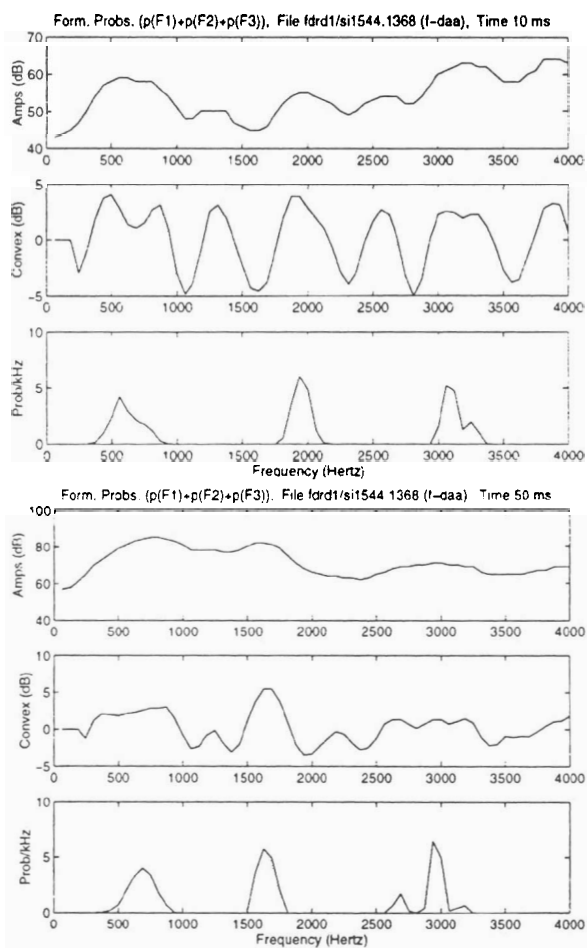 Form. Probs. (p(F1)+p(F2)+p(F3)), File fdrd1/si1544.1368 (f-daa), Time 10 ms
70
60
50
40
Amps (dB)
0 500 1000 1500 2000 2500 3000 3500 4000
5
0
-5
Convex (dB)
0 500 1000 1500 2000 2500 3000 3500 4000
10
5
0
Prob/kHz
0 500 1000 1500 2000 2500 3000 3500 4000
Frequency (Hertz)
Form. Probs. (p(F1)+p(F2)+p(F3)). File fdrd1/si1544 1368 (f-daa) Time 50 ms
100
80
60
40
Amps (dB)
0 500 1000 1500 2000 2500 3000 3500 4000
10
5
0
-5
Convex (dB)
0 500 1000 1500 2000 2500 3000 3500 4000
10
5
0
Prob/kHz
0 500 1000 1500 2000 2500 3000 3500 4000
Frequency (Hertz)